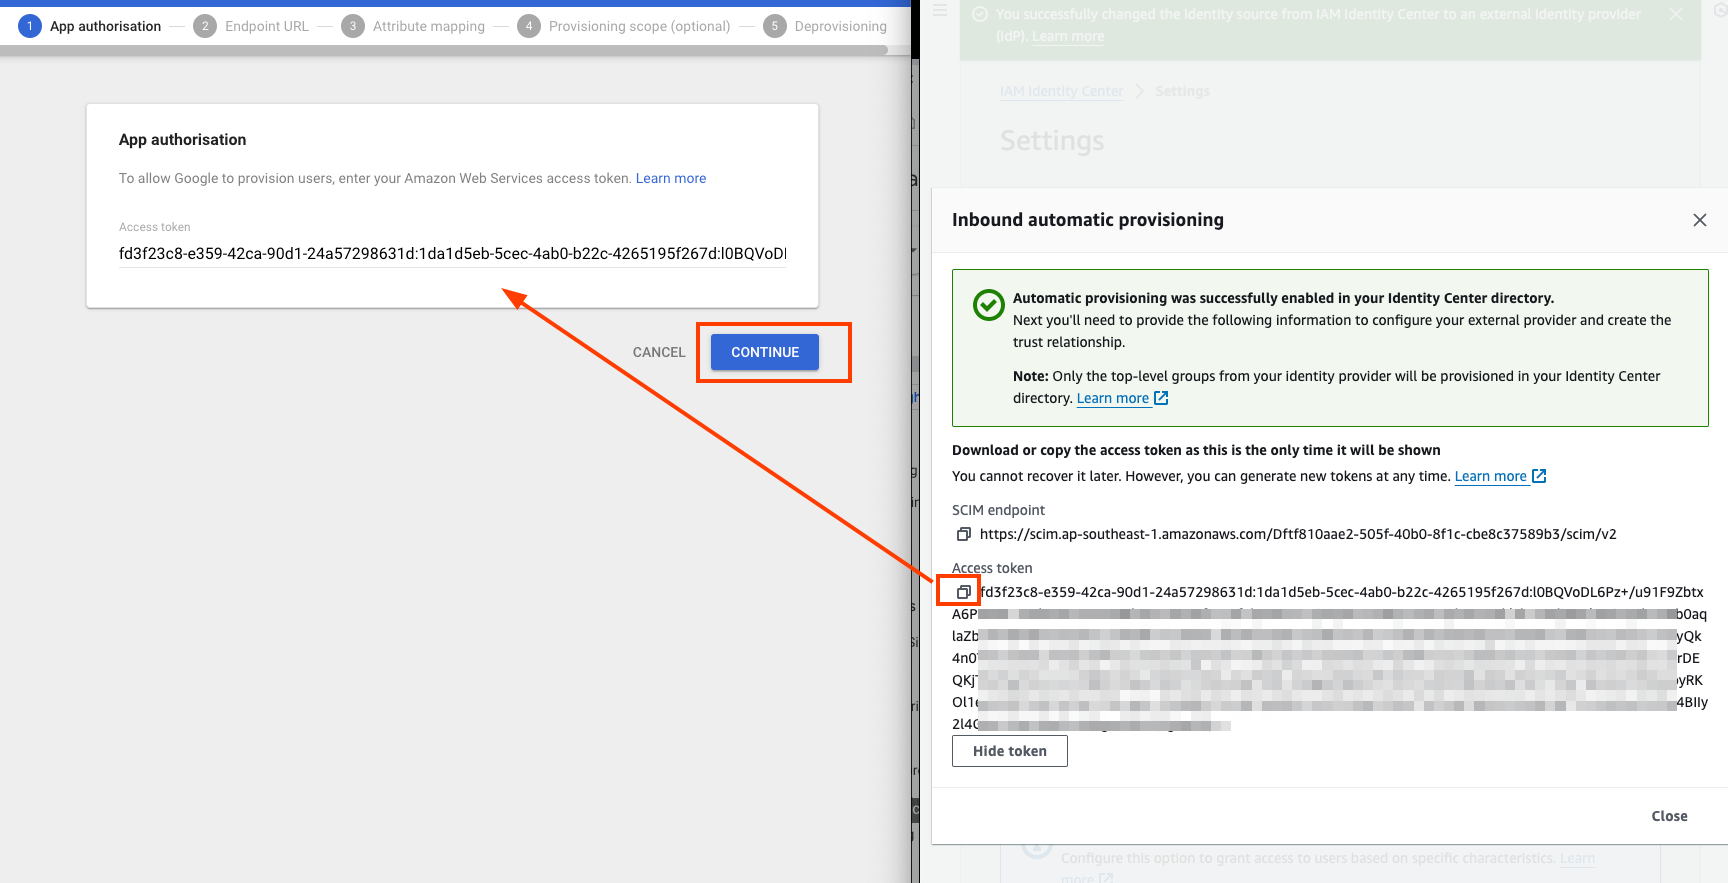 1 App authorisation
2 Endpoint URL
3 Attribute mapping
4 Provisioning scope (optional)
5 Deprovisioning
App authorisation
To allow Google to provision users, enter your Amazon Web Services access token. Learn more
Access token
fd3f23c8-e359-42ca-90d1-24a57298631d:1da1d5eb-5cec-4ab0-b22c-4265195f267d:l0BQVoD
CANCEL
CONTINUE
You successfully changed the identity source from IAM Identity Center to an external identity provider
(IdP). Learn more
IAM Identity Center
Settings
Settings
Inbound automatic provisioning
Automatic provisioning was successfully enabled in your Identity Center directory.
Next you'll need to provide the following information to configure your external provider and create the
trust relationship.
Note: Only the top-level groups from your identity provider will be provisioned in your Identity Center
directory. Learn more
Download or copy the access token as this is the only time it will be shown
You cannot recover it later. However, you can generate new tokens at any time. Learn more
SCIM endpoint
https://scim.ap-southeast-1.amazonaws.com/Dftf810aae2-505f-40b0-8f1c-cbe8c37589b3/scim/v2
Access token
fd3f23c8-e359-42ca-90d1-24a57298631d:1da1d5eb-5cec-4ab0-b22c-4265195f267d:l0BQVoDL6Pz+/u91F9Zbtx
A6P b0aq
laZb yQk
4n0 rDE
QKj yRK
Ol1 4BIIy
2l4
Hide token
Close
Configure this option to grant access to users based on specific characteristics. Learn
more